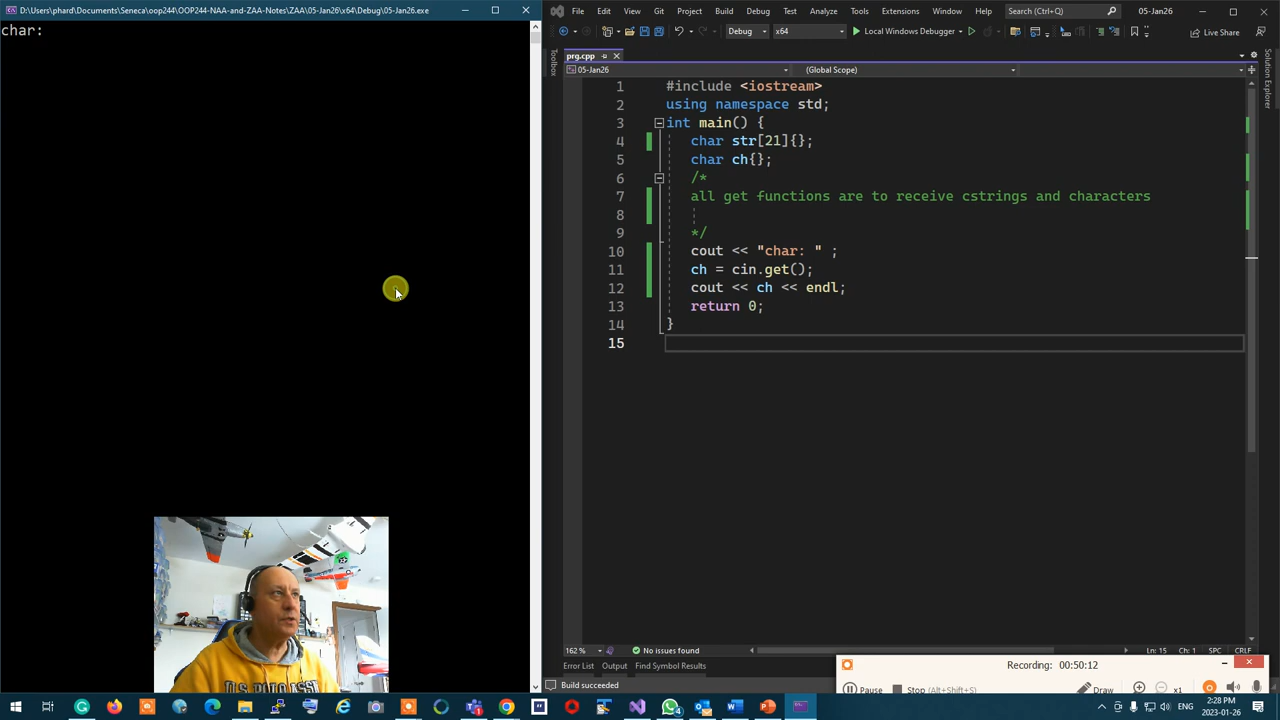 D:\Users\phard\Documents\Seneca\oop244\OOP244-NAA-and-ZAA-Notes\ZAA\05-Jan26\x64\Debug\05-Jan26.exe
char:
File Edit View Git Project Build Debug Test Analyze Tools Extensions Window Help Search (Ctrl+Q) 05-Jan26
Debug x64 Local Windows Debugger Live Share
prg.cpp
05-Jan26 (Global Scope)
Toolbox
Solution Explorer
1 #include <iostream>
2 using namespace std;
3 int main() {
4 char str[21]{};
5 char ch{};
6 /*
7 all get functions are to receive cstrings and characters
8
9 */
10 cout << "char: " ;
11 ch = cin.get();
12 cout << ch << endl;
13 return 0;
14 }
15
162 % No issues found Ln: 15 Ch: 1 SPC CRLF
Error List Output Find Symbol Results
Build succeeded
Recording: 00:50:12
Pause Stop (Alt+Shift+S) Draw x1
ENG 2:28 PM
2023-01-26